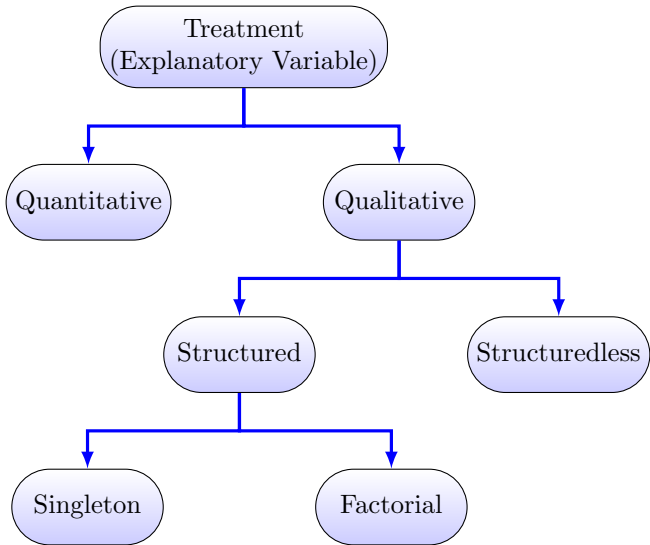 Treatment
(Explanatory Variable)
Quantitative
Qualitative
Structured
Structuredless
Singleton
Factorial